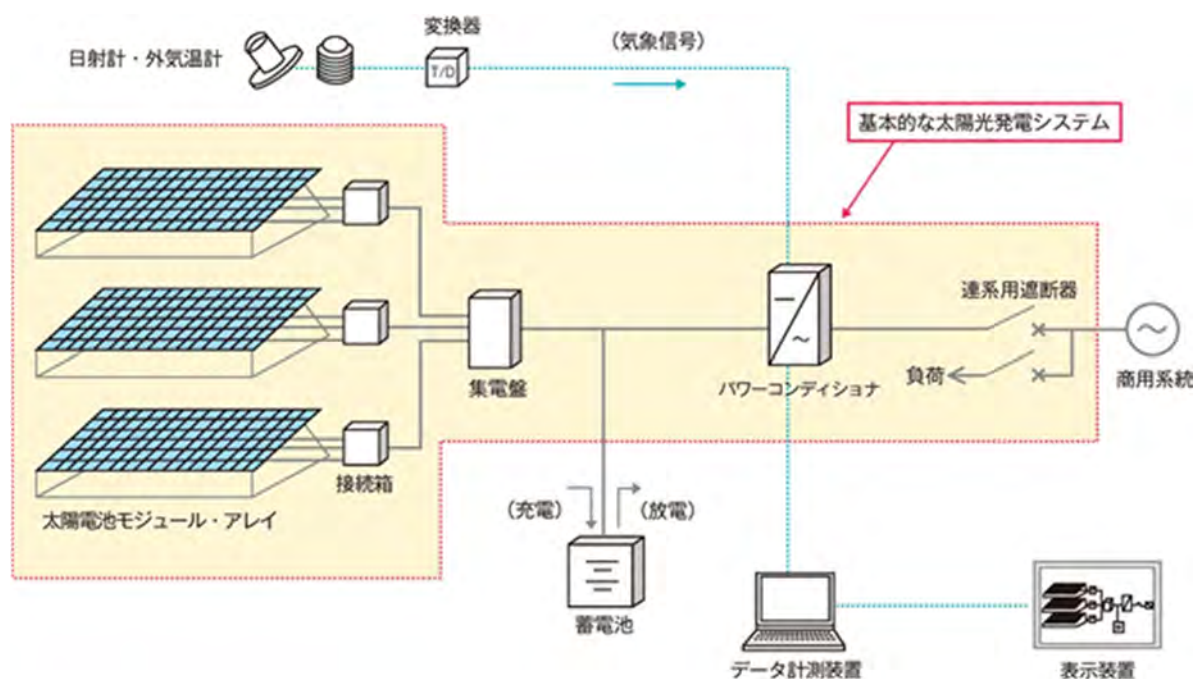 変換器
(気象信号)
日射計・外気温計
T/D
基本的な太陽光発電システム
連系用遮断器
集電盤
パワーコンディショナ
負荷
商用系統
接続箱
太陽電池モジュール・アレイ
(充電)
(放電)
蓄電池
データ計測装置
表示装置